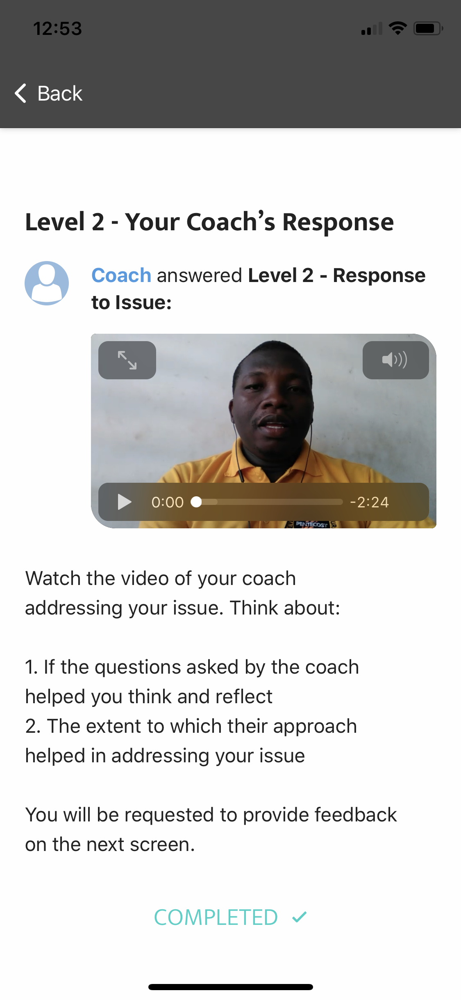 12:53
Back
Level 2 - Your Coach’s Response
Coach answered Level 2 - Response
to Issue:
0:00
-2:24
PENTECOST
Watch the video of your coach
addressing your issue. Think about:
1. If the questions asked by the coach
helped you think and reflect
2. The extent to which their approach
helped in addressing your issue
You will be requested to provide feedback
on the next screen.
COMPLETED